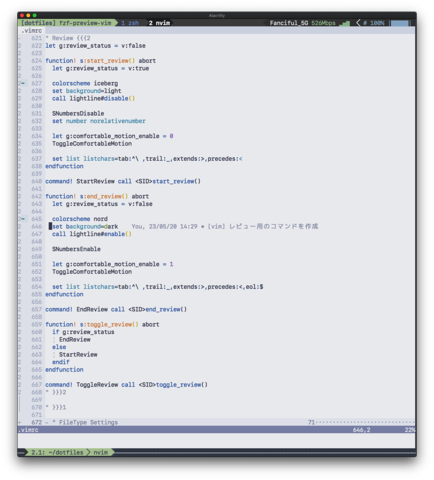 Alacritty
[dotfiles] fzf-preview-vim 1 zsh 2 nvim Fanciful_5G 526Mbps # 100%
.vimrc
621 " Review {{{2
622 let g:review_status = v:false
623
624 function! s:start_review() abort
625 let g:review_status = v:true
626
627 colorscheme iceberg
628 set background=light
629 call lightline#disable()
630
631 SNumbersDisable
632 set number norelativenumber
633
634 let g:comfortable_motion_enable = 0
635 ToggleComfortableMotion
636
637 set list listchars=tab:^\ ,trail:_,extends:>,precedes:<
638 endfunction
639
640 command! StartReview call <SID>start_review()
641
642 function! s:end_review() abort
643 let g:review_status = v:false
644
645 colorscheme nord
646 set background=dark You, 23/05/20 14:29 • [vim] レビュー用のコマンドを作成
647 call lightline#enable()
648
649 SNumbersEnable
650
651 let g:comfortable_motion_enable = 1
652 ToggleComfortableMotion
653
654 set list listchars=tab:^\ ,trail:_,extends:>,precedes:<,eol:$
655 endfunction
656
657 command! EndReview call <SID>end_review()
658
659 function! s:toggle_review() abort
660 if g:review_status
661 EndReview
662 else
663 StartReview
664 endif
665 endfunction
666
667 command! ToggleReview call <SID>toggle_review()
668 " }}}2
669
670 " }}}1
671
672 - " FileType Settings 71
.vimrc 646,2 22%
2.1: ~/dotfiles nvim